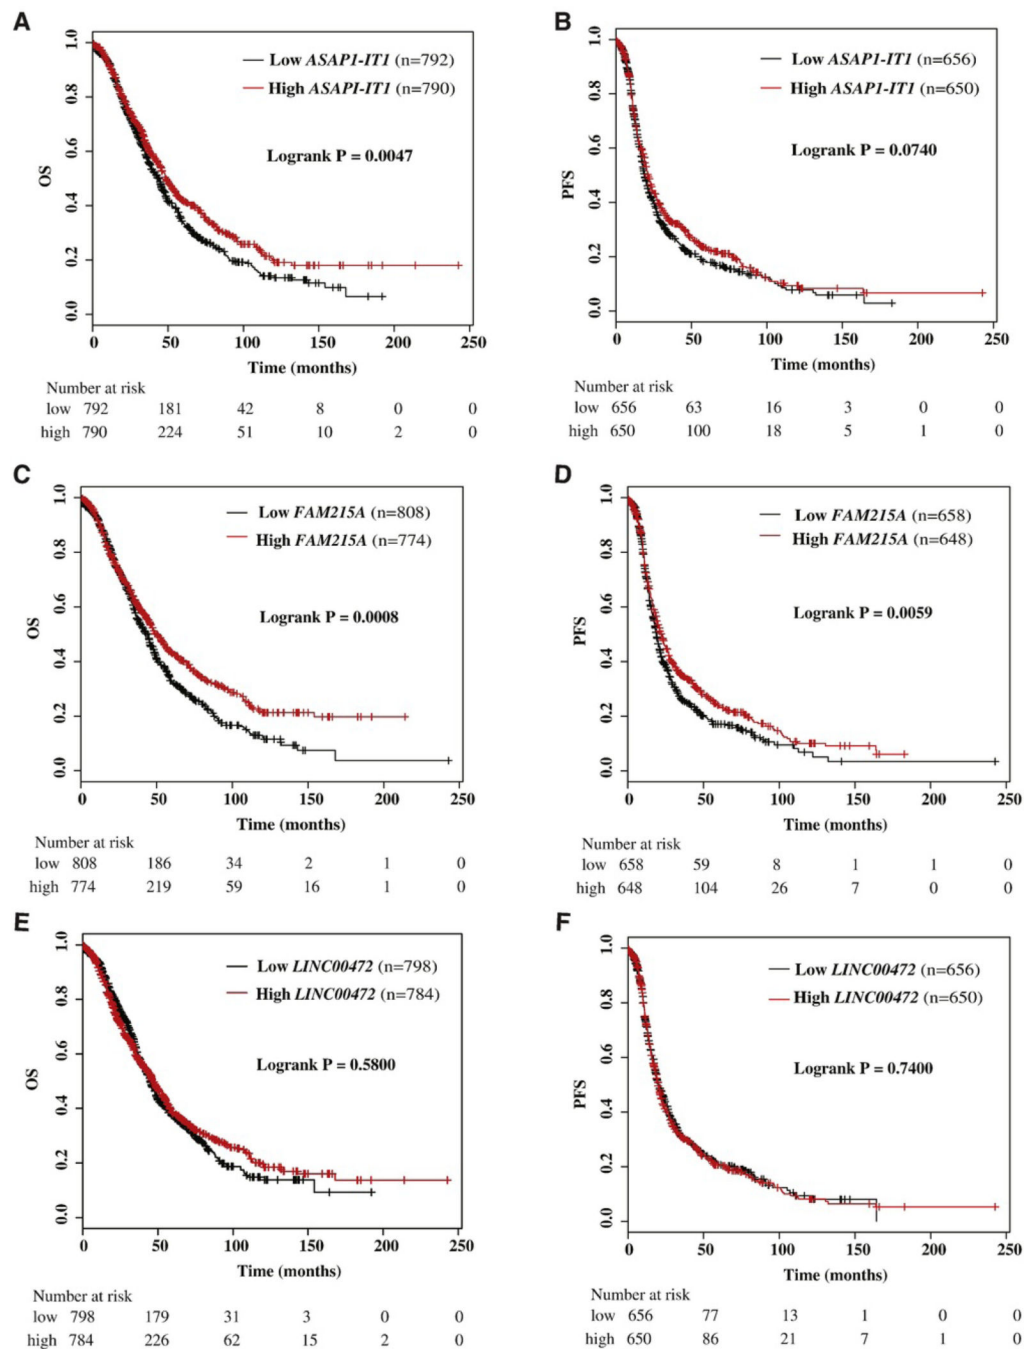 A
OS
1.0
0.8
0.6
0.4
0.2
0.0
Low ASAP1-IT1 (n=792)
High ASAPI-IT1 (n=790)
Logrank P = 0.0047
0 50 100 150 200 250
Time (months)
Number at risk
low 792 181 42 8 0 0
high 790 224 51 10 2 0
B
PFS
1.0
0.8
0.6
0.4
0.2
0.0
Low ASAP1-IT1 (n=656)
High ASAP1-IT1 (n=650)
Logrank P = 0.0740
0 50 100 150 200 250
Time (months)
Number at risk
low 656 63 16 3 0 0
high 650 100 18 5 1 0
C
OS
1.0
0.8
0.6
0.4
0.2
0.0
Low FAM215A (n=808)
High FAM215A (n=774)
Logrank P = 0.0008
0 50 100 150 200 250
Time (months)
Number at risk
low 808 186 34 2 1 0
high 774 219 59 16 1 0
D
PFS
1.0
0.8
0.6
0.4
0.2
0.0
Low FAM215A (n=658)
High FAM215A (n=648)
Logrank P = 0.0059
0 50 100 150 200 250
Time (months)
Number at risk
low 658 59 8 1 1 0
high 648 104 26 7 0 0
E
OS
1.0
0.8
0.6
0.4
0.2
0.0
Low LINC00472 (n=798)
High LINC00472 (n=784)
Logrank P = 0.5800
0 50 100 150 200 250
Time (months)
Number at risk
low 798 179 31 3 0 0
high 784 226 62 15 2 0
F
PFS
1.0
0.8
0.6
0.4
0.2
0.0
Low LINC00472 (n=656)
High LINC00472 (n=650)
Logrank P = 0.7400
0 50 100 150 200 250
Time (months)
Number at risk
low 656 77 13 1 0 0
high 650 86 21 7 1 0